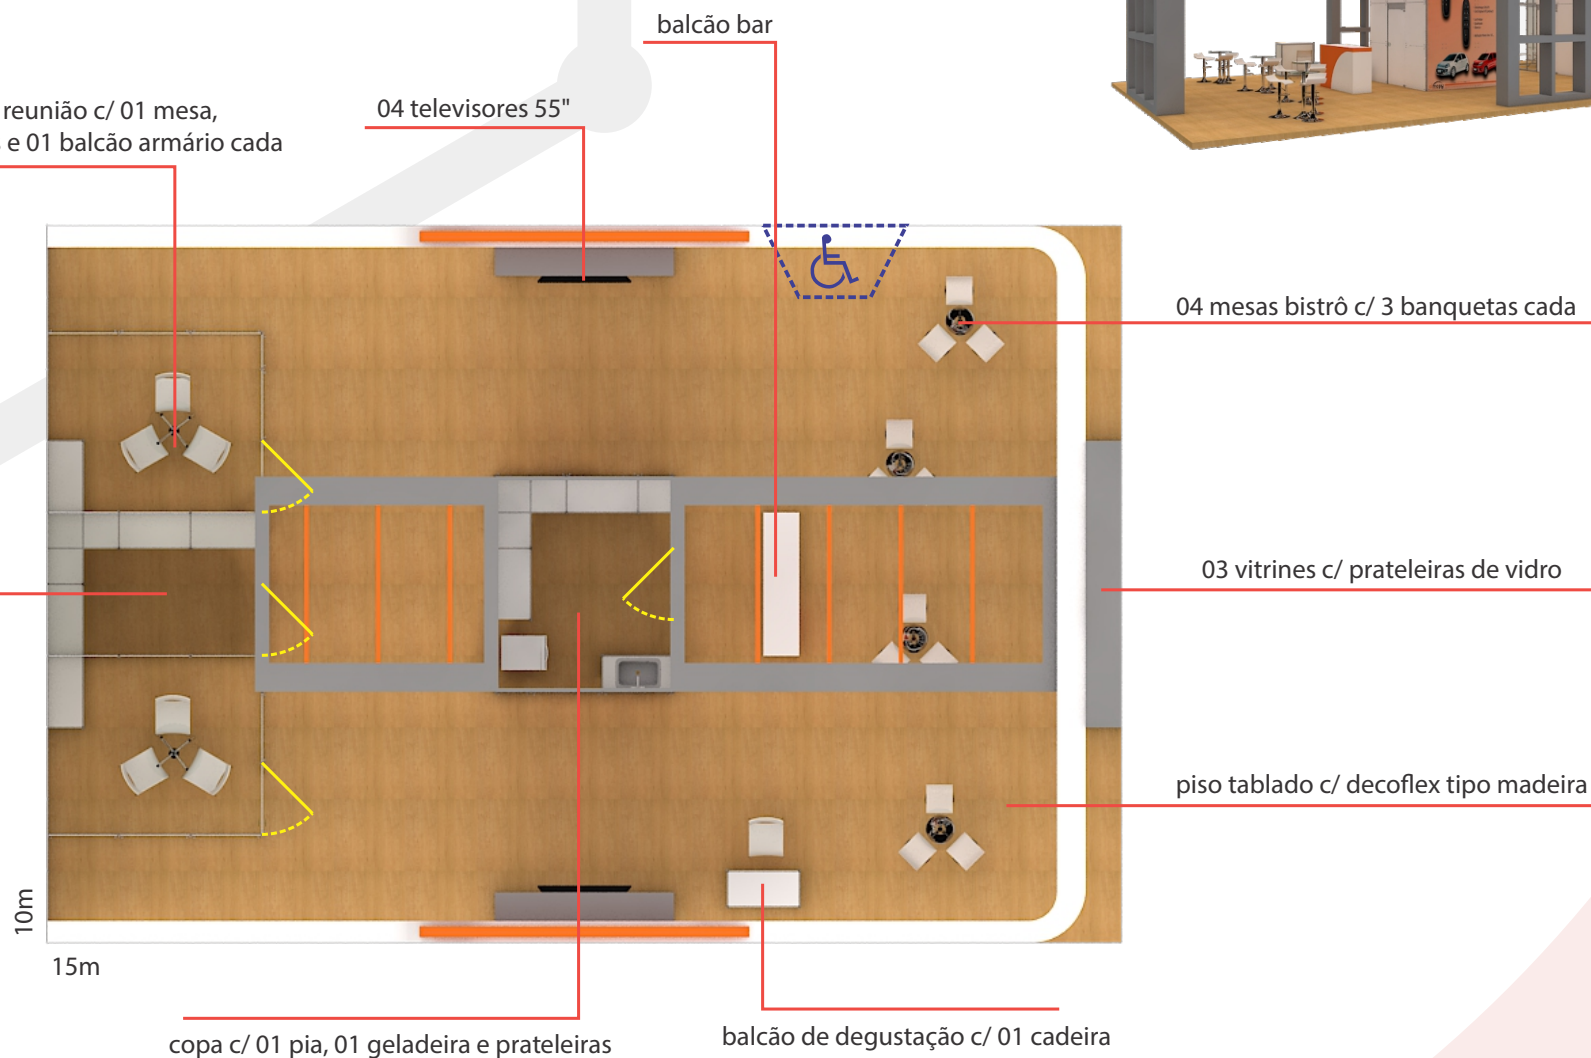 balcão bar
reunião c/ 01 mesa,
e 01 balcão armário cada
04 televisores 55"
04 mesas bistrô c/ 3 banquetas cada
03 vitrines c/ prateleiras de vidro
piso tablado c/ decoflex tipo madeira
10m
15m
copa c/ 01 pia, 01 geladeira e prateleiras
balcão de degustação c/ 01 cadeira